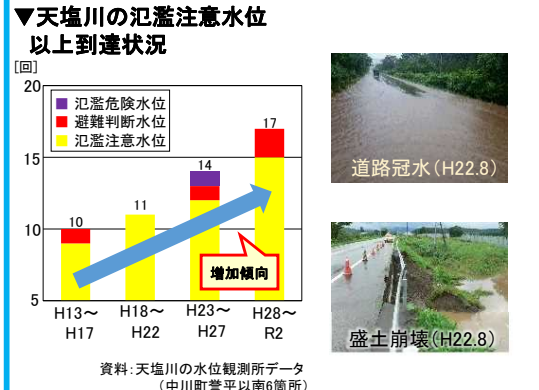 ▼天塩川の氾濫注意水位
以上到達状況
[回]
20
15
10
5
氾濫危険水位
避難判断水位
氾濫注意水位
10
11
14
17
増加傾向
H13～
H17
H18～
H22
H23～
H27
H28～
R2
資料:天塩川の水位観測所データ
(中川町誉平以南6箇所)
道路冠水(H22.8)
盛土崩壊(H22.8)